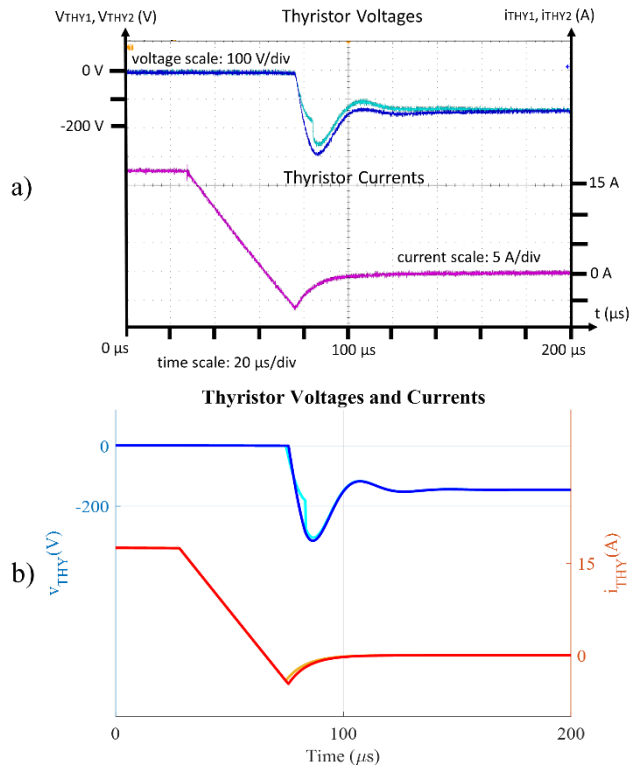 VTHY1, VTHY2 (V)
Thyristor Voltages
iTHY1, iTHY2 (A)
voltage scale: 100 V/div
0 V
-200 V
a)
Thyristor Currents
15 A
current scale: 5 A/div
0 A
t (µs)
0 µs
100 µs
200 µs
time scale: 20 µs/div
Thyristor Voltages and Currents
0
-200
15
0
vTHY(V)
b)
iTHY(A)
0
100
200
Time (µs)